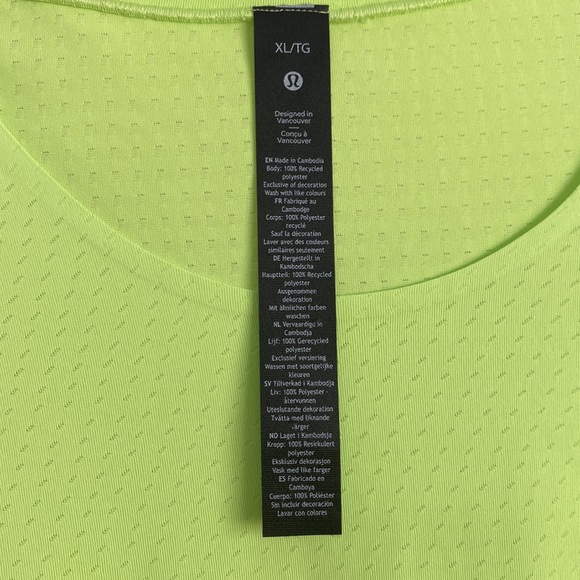 XL/TG
Designed in
Vancouver
Conçu à
Vancouver
EN Made in Cambodia
Body: 100% Recycled
polyester
Exclusive of decoration
Wash with like colours
FR Fabriqué au
Cambodge
Corps: 100% Polyester
recyclé
Sauf la décoration
Laver avec des couleurs
similaires seulement
DE Hergestellt in
Kambodscha
Hauptteil: 100% Recycled
polyester
Ausgenommen
dekoration
Mit ähnlichen farben
waschen
NL Vervaardigd in
Cambodja
Lijf: 100% Gerecycled
polyester
Exclusief versiering
Wassen met soortgelijke
kleuren
SV Tillverkad i Kambodja
Liv: 100% Polyester -
återvunnen
Uteslutande dekoration
Tvätta med liknande
färger
NO Laget i Kambodsja
Kropp: 100% Resirkulert
polyester
Eksklusiv dekorasjon
Vask med like farger
ES Fabricado en
Camboya
Cuerpo: 100% Poliéster
Sin incluir decoración
Lavar con colores